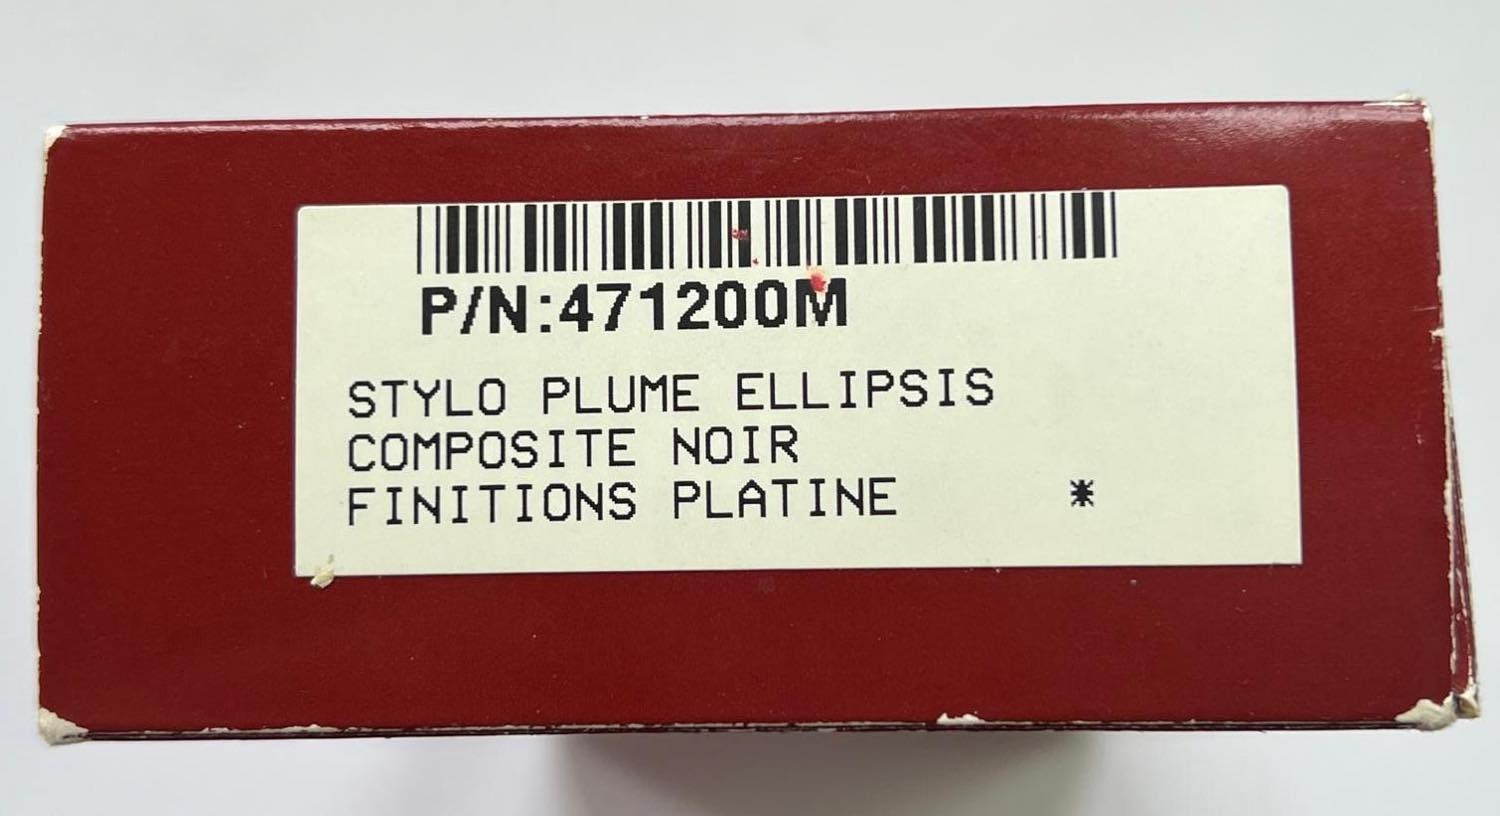 P/N:471200M
STYLO PLUME ELLIPSIS
COMPOSITE NOIR
FINITIONS PLATINE *